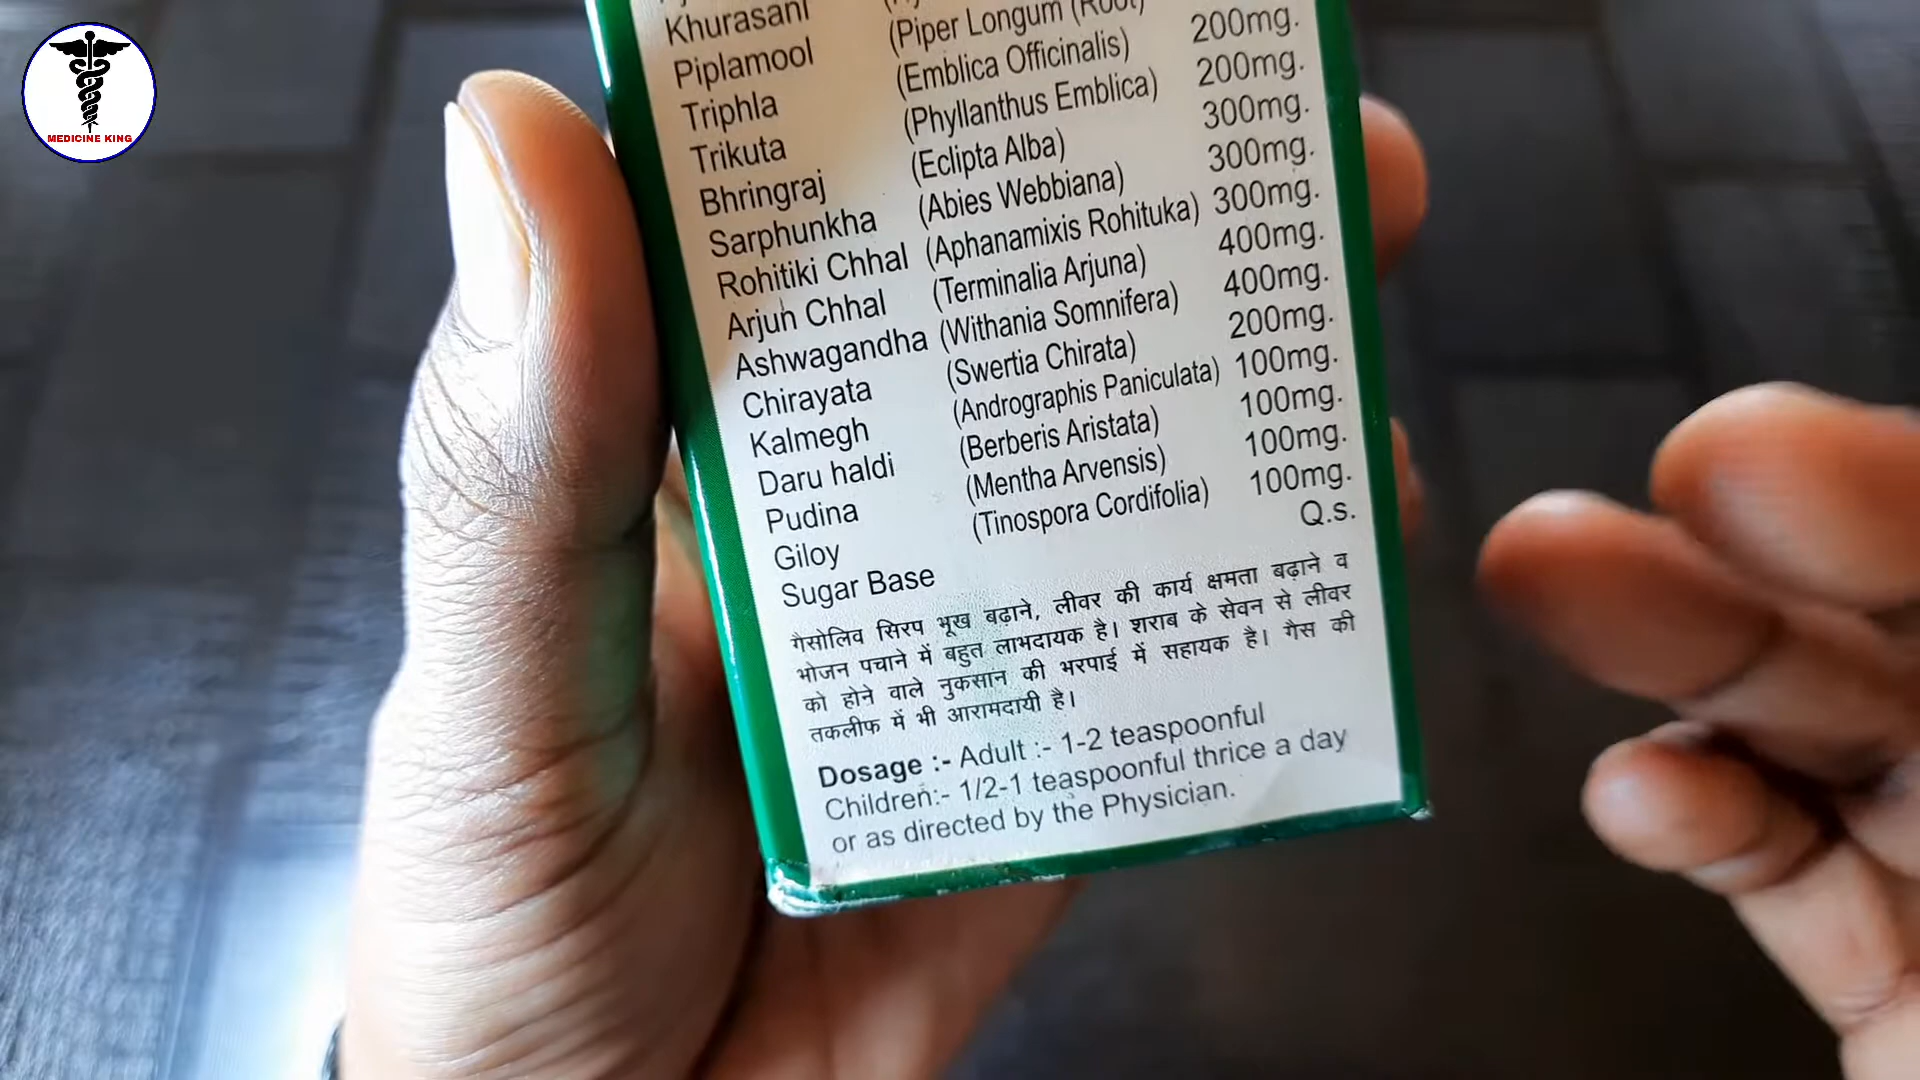 MEDICINE KING
Khurasani
Piplamool (Piper Longum (Root)
Triphla (Emblica Officinalis) 200mg.
Trikuta (Phyllanthus Emblica) 200mg.
Bhringraj (Eclipta Alba) 300mg.
Sarphunkha (Abies Webbiana) 300mg.
Rohitiki Chhal (Aphanamixis Rohituka) 300mg.
Arjun Chhal (Terminalia Arjuna) 400mg.
Ashwagandha (Withania Somnifera) 400mg.
Chirayata (Swertia Chirata) 200mg.
Kalmegh (Andrographis Paniculata) 100mg.
Daru haldi (Berberis Aristata) 100mg.
Pudina (Mentha Arvensis) 100mg.
Giloy (Tinospora Cordifolia) 100mg.
Sugar Base Q.s.
गैसोलिव सिरप भूख बढ़ाने, लीवर की कार्य क्षमता बढ़ाने व
भोजन पचाने में बहुत लाभदायक है। शराब के सेवन से लीवर
को होने वाले नुकसान की भरपाई में सहायक है। गैस की
तकलीफ में भी आरामदायी है।
Dosage :- Adult :- 1-2 teaspoonful
Children:- 1/2-1 teaspoonful thrice a day
or as directed by the Physician.